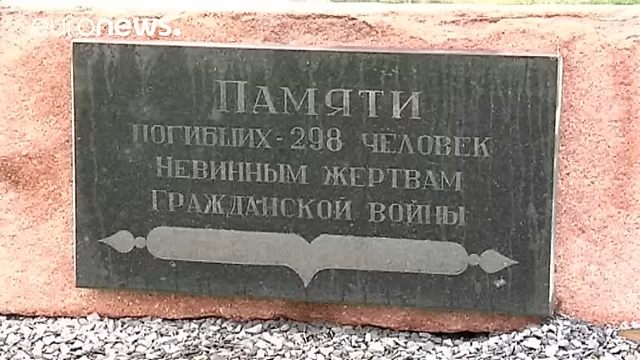 euronews.
ПАМЯТИ
ПОГИБШИХ - 298 ЧЕЛОВЕК
НЕВИННЫМ ЖЕРТВАМ
ГРАЖДАНСКОЙ ВОЙНЫ